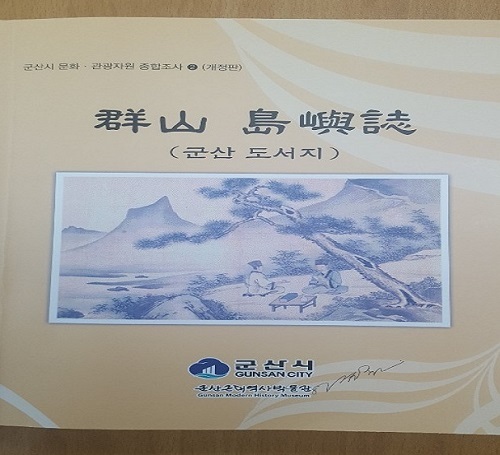 군산시 문화 · 관광자원 종합조사 ❷ (개정판)
群山 島嶼誌
(군산 도서지)
군산시
GUNSAN CITY
군산근대역사박물관
Gunsan Modern History Museum